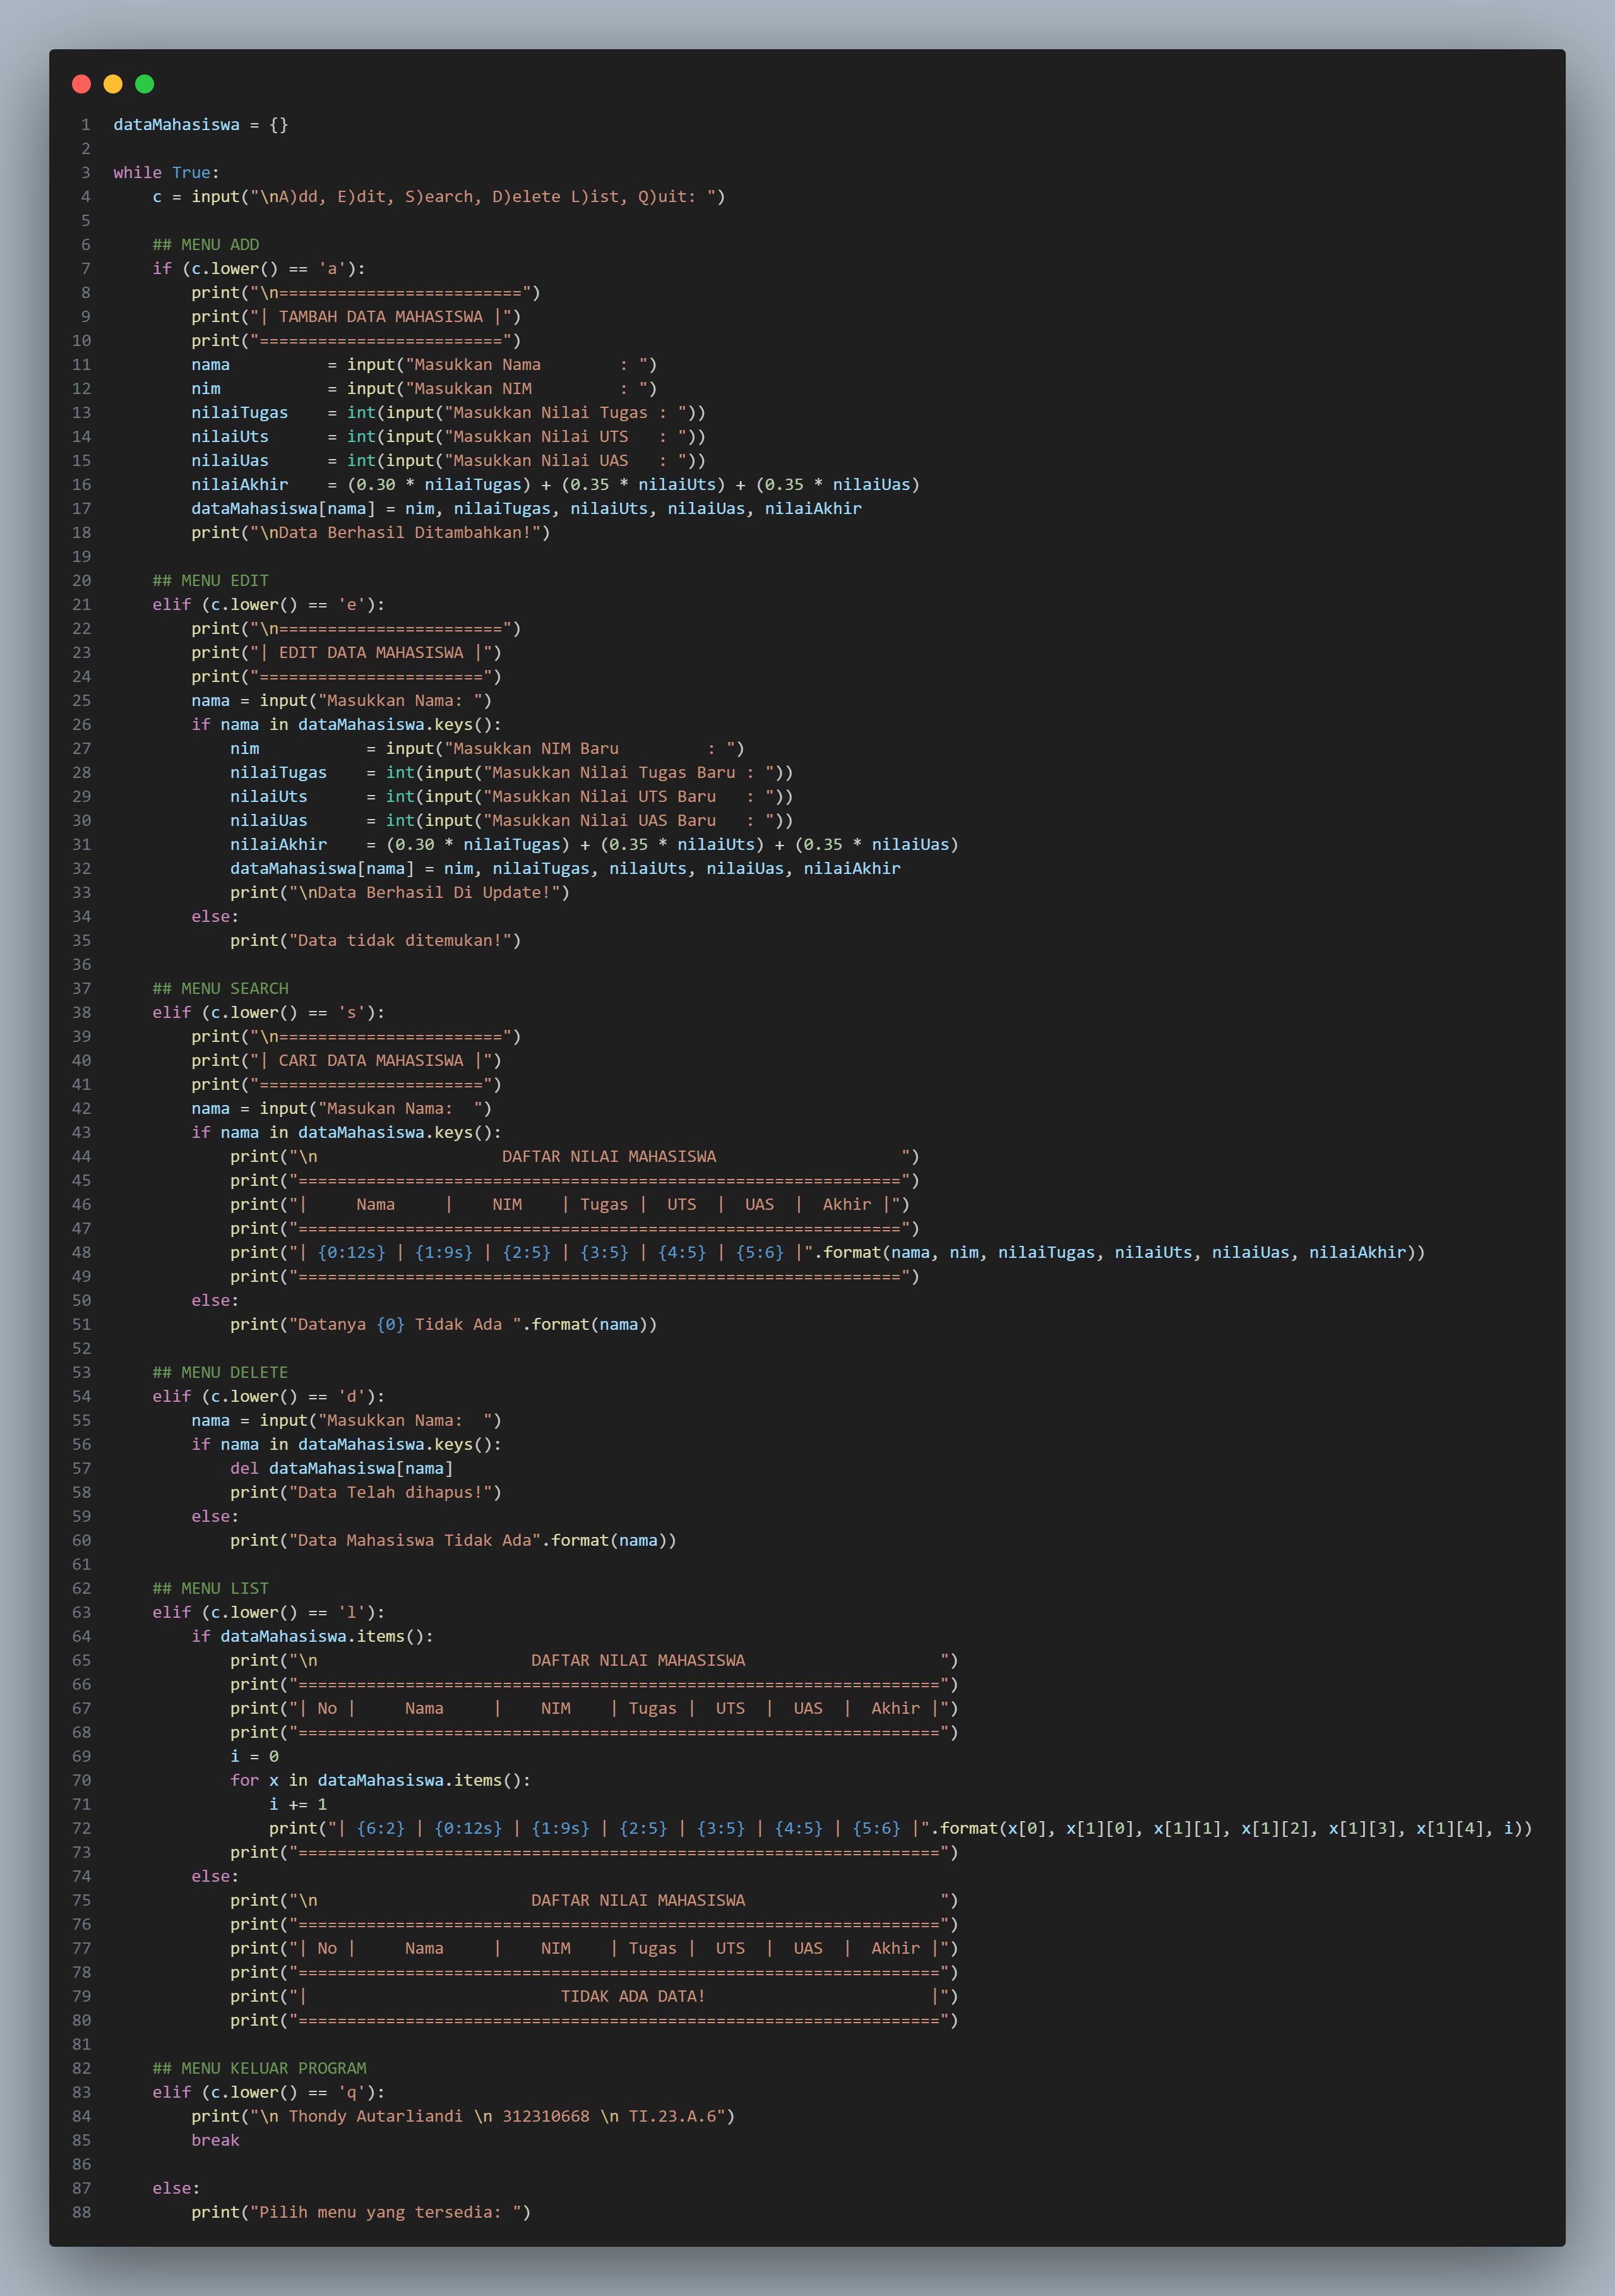 1 dataMahasiswa = {}
2
3 while True:
4     c = input("\nA)dd, E)dit, S)earch, D)elete L)ist, Q)uit: ")
5
6     ## MENU ADD
7     if (c.lower() == 'a'):
8         print("\n=========================")
9         print("| TAMBAH DATA MAHASISWA |")
10         print("=========================")
11         nama          = input("Masukkan Nama        : ")
12         nim           = input("Masukkan NIM         : ")
13         nilaiTugas    = int(input("Masukkan Nilai Tugas : "))
14         nilaiUts      = int(input("Masukkan Nilai UTS   : "))
15         nilaiUas      = int(input("Masukkan Nilai UAS   : "))
16         nilaiAkhir    = (0.30 * nilaiTugas) + (0.35 * nilaiUts) + (0.35 * nilaiUas)
17         dataMahasiswa[nama] = nim, nilaiTugas, nilaiUts, nilaiUas, nilaiAkhir
18         print("\nData Berhasil Ditambahkan!")
19
20     ## MENU EDIT
21     elif (c.lower() == 'e'):
22         print("\n=======================")
23         print("| EDIT DATA MAHASISWA |")
24         print("=======================")
25         nama = input("Masukkan Nama: ")
26         if nama in dataMahasiswa.keys():
27             nim           = input("Masukkan NIM Baru         : ")
28             nilaiTugas    = int(input("Masukkan Nilai Tugas Baru : "))
29             nilaiUts      = int(input("Masukkan Nilai UTS Baru   : "))
30             nilaiUas      = int(input("Masukkan Nilai UAS Baru   : "))
31             nilaiAkhir    = (0.30 * nilaiTugas) + (0.35 * nilaiUts) + (0.35 * nilaiUas)
32             dataMahasiswa[nama] = nim, nilaiTugas, nilaiUts, nilaiUas, nilaiAkhir
33             print("\nData Berhasil Di Update!")
34         else:
35             print("Data tidak ditemukan!")
36
37     ## MENU SEARCH
38     elif (c.lower() == 's'):
39         print("\n=======================")
40         print("| CARI DATA MAHASISWA |")
41         print("=======================")
42         nama = input("Masukan Nama:  ")
43         if nama in dataMahasiswa.keys():
44             print("\n                   DAFTAR NILAI MAHASISWA                   ")
45             print("==============================================================")
46             print("|     Nama     |    NIM    | Tugas |  UTS  |  UAS  |  Akhir |")
47             print("==============================================================")
48             print("| {0:12s} | {1:9s} | {2:5} | {3:5} | {4:5} | {5:6} |".format(nama, nim, nilaiTugas, nilaiUts, nilaiUas, nilaiAkhir))
49             print("==============================================================")
50         else:
51             print("Datanya {0} Tidak Ada ".format(nama))
52
53     ## MENU DELETE
54     elif (c.lower() == 'd'):
55         nama = input("Masukkan Nama:  ")
56         if nama in dataMahasiswa.keys():
57             del dataMahasiswa[nama]
58             print("Data Telah dihapus!")
59         else:
60             print("Data Mahasiswa Tidak Ada".format(nama))
61
62     ## MENU LIST
63     elif (c.lower() == 'l'):
64         if dataMahasiswa.items():
65             print("\n                      DAFTAR NILAI MAHASISWA                    ")
66             print("==================================================================")
67             print("| No |     Nama     |    NIM    | Tugas |  UTS  |  UAS  |  Akhir |")
68             print("==================================================================")
69             i = 0
70             for x in dataMahasiswa.items():
71                 i += 1
72                 print("| {6:2} | {0:12s} | {1:9s} | {2:5} | {3:5} | {4:5} | {5:6} |".format(x[0], x[1][0], x[1][1], x[1][2], x[1][3], x[1][4], i))
73             print("==================================================================")
74         else:
75             print("\n                      DAFTAR NILAI MAHASISWA                    ")
76             print("==================================================================")
77             print("| No |     Nama     |    NIM    | Tugas |  UTS  |  UAS  |  Akhir |")
78             print("==================================================================")
79             print("|                          TIDAK ADA DATA!                       |")
80             print("==================================================================")
81
82     ## MENU KELUAR PROGRAM
83     elif (c.lower() == 'q'):
84         print("\n Thondy Autarliandi \n 312310668 \n TI.23.A.6")
85         break
86
87     else:
88         print("Pilih menu yang tersedia: ")